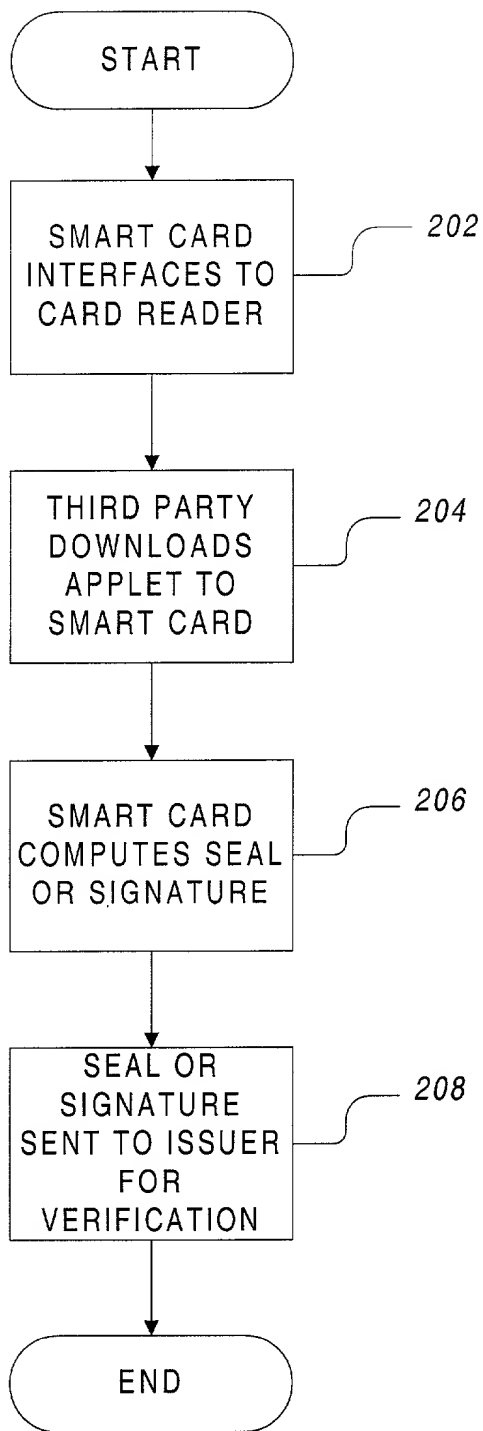 START
SMART CARD
INTERFACES TO
CARD READER
202
THIRD PARTY
DOWNLOADS
APPLET TO
SMART CARD
204
SMART CARD
COMPUTES SEAL
OR SIGNATURE
206
SEAL OR
SIGNATURE
SENT TO ISSUER
FOR
VERIFICATION
208
END